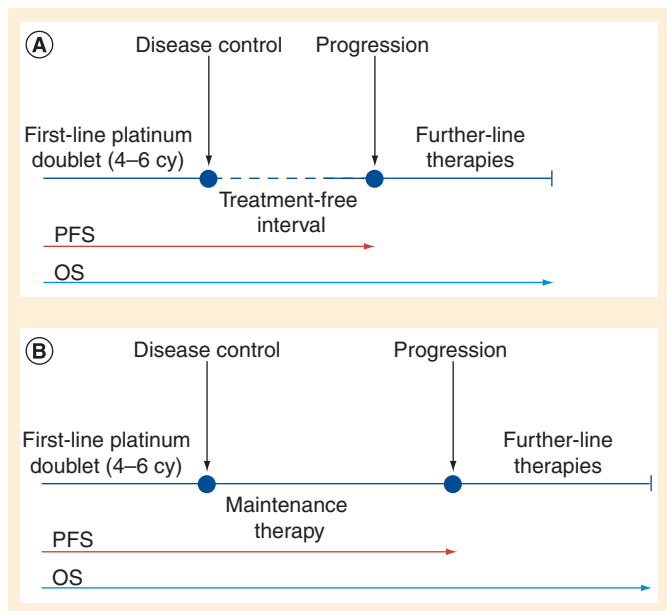 A
Disease control
Progression
First-line platinum
doublet (4–6 cy)
Further-line
therapies
Treatment-free
interval
PFS
OS
B
Disease control
Progression
First-line platinum
doublet (4–6 cy)
Further-line
therapies
Maintenance
therapy
PFS
OS